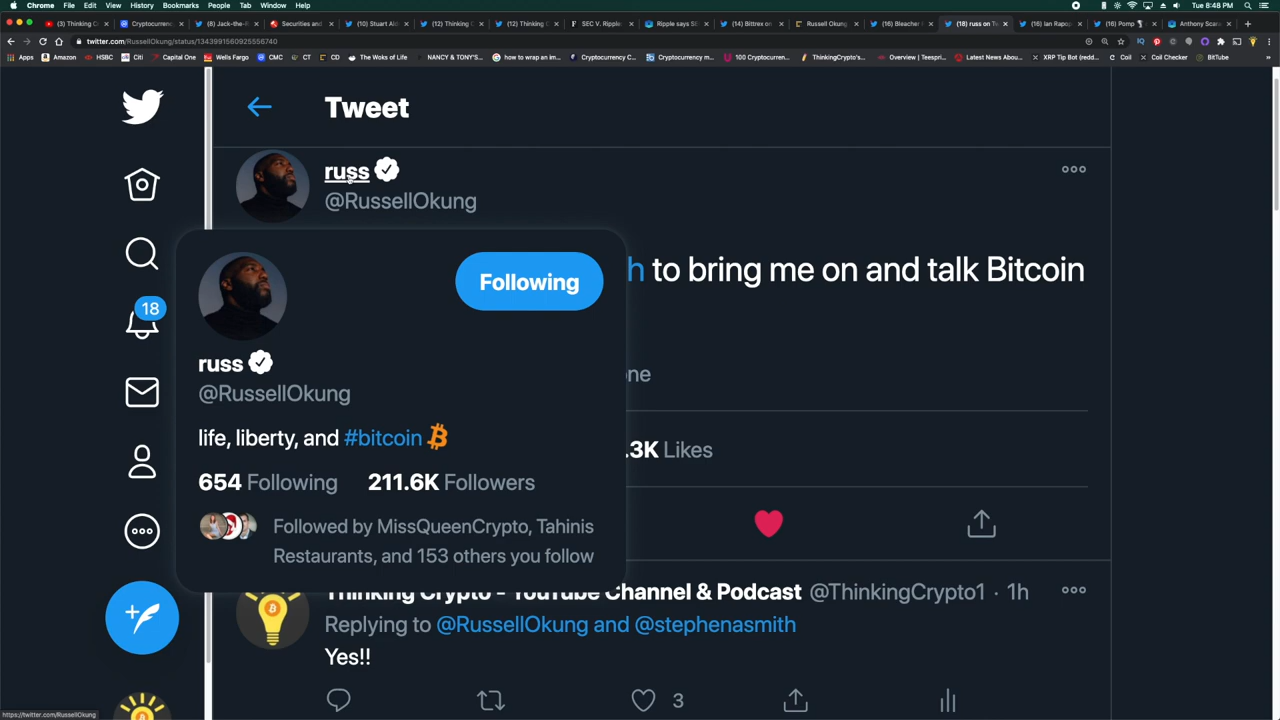 Chrome File Edit View History Bookmarks People Tab Window Help
Tue 8:48 PM
(3) Thinking C
Cryptocurrenc
(8) Jack-the-R
Securities and
(10) Stuart Al
(12) Thinking C
(12) Thinking
SEC V. Ripple
Ripple says SE
(14) Bittrex on
Russell Okung
(16) Bleacher
(18) russ on Tw
(16) Ian Rapop
(16) Pomp
Anthony Scara
twitter.com/RussellOkung/status/1343991560925556740
Apps
Amazon
HSBC
Citi
Capital One
Wells Fargo
CMC
CT
CD
The Woks of Life
NANCY & TONY'S...
how to wrap an im...
Cryptocurrency C...
Cryptocurrency m...
100 Cryptocurren...
ThinkingCrypto's...
Overview | Teespri...
Latest News Abou...
XRP Tip Bot (redd...
Coil
Coil Checker
BitTube
Tweet
russ
@RussellOkung
h to bring me on and talk Bitcoin
one
.3K Likes
18
Following
russ
@RussellOkung
life, liberty, and #bitcoin
654 Following 211.6K Followers
Followed by MissQueenCrypto, Tahinis
Restaurants, and 153 others you follow
Thinking Crypto - YouTube Channel & Podcast @ThinkingCrypto1 · 1h
Replying to @RussellOkung and @stephenasmith
Yes!!
3
https://twitter.com/RussellOkung